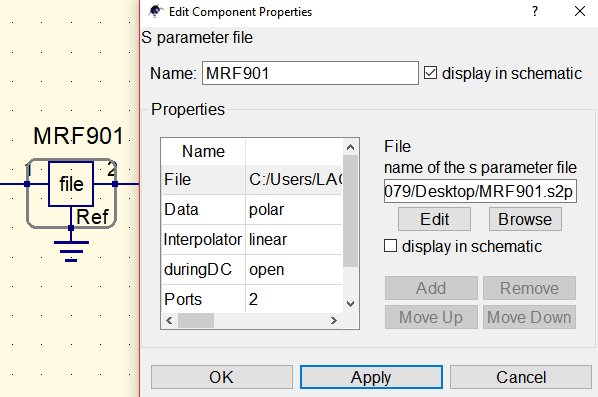 Edit Component Properties
S parameter file
Name: MRF901 display in schematic
Properties
Name
File C:/Users/LAC
Data polar
Interpolator linear
duringDC open
Ports 2
File
name of the s parameter file
079/Desktop/MRF901.s2p
Edit Browse
display in schematic
Add Remove
Move Up Move Down
OK Apply Cancel
MRF901
1 2
file
Ref